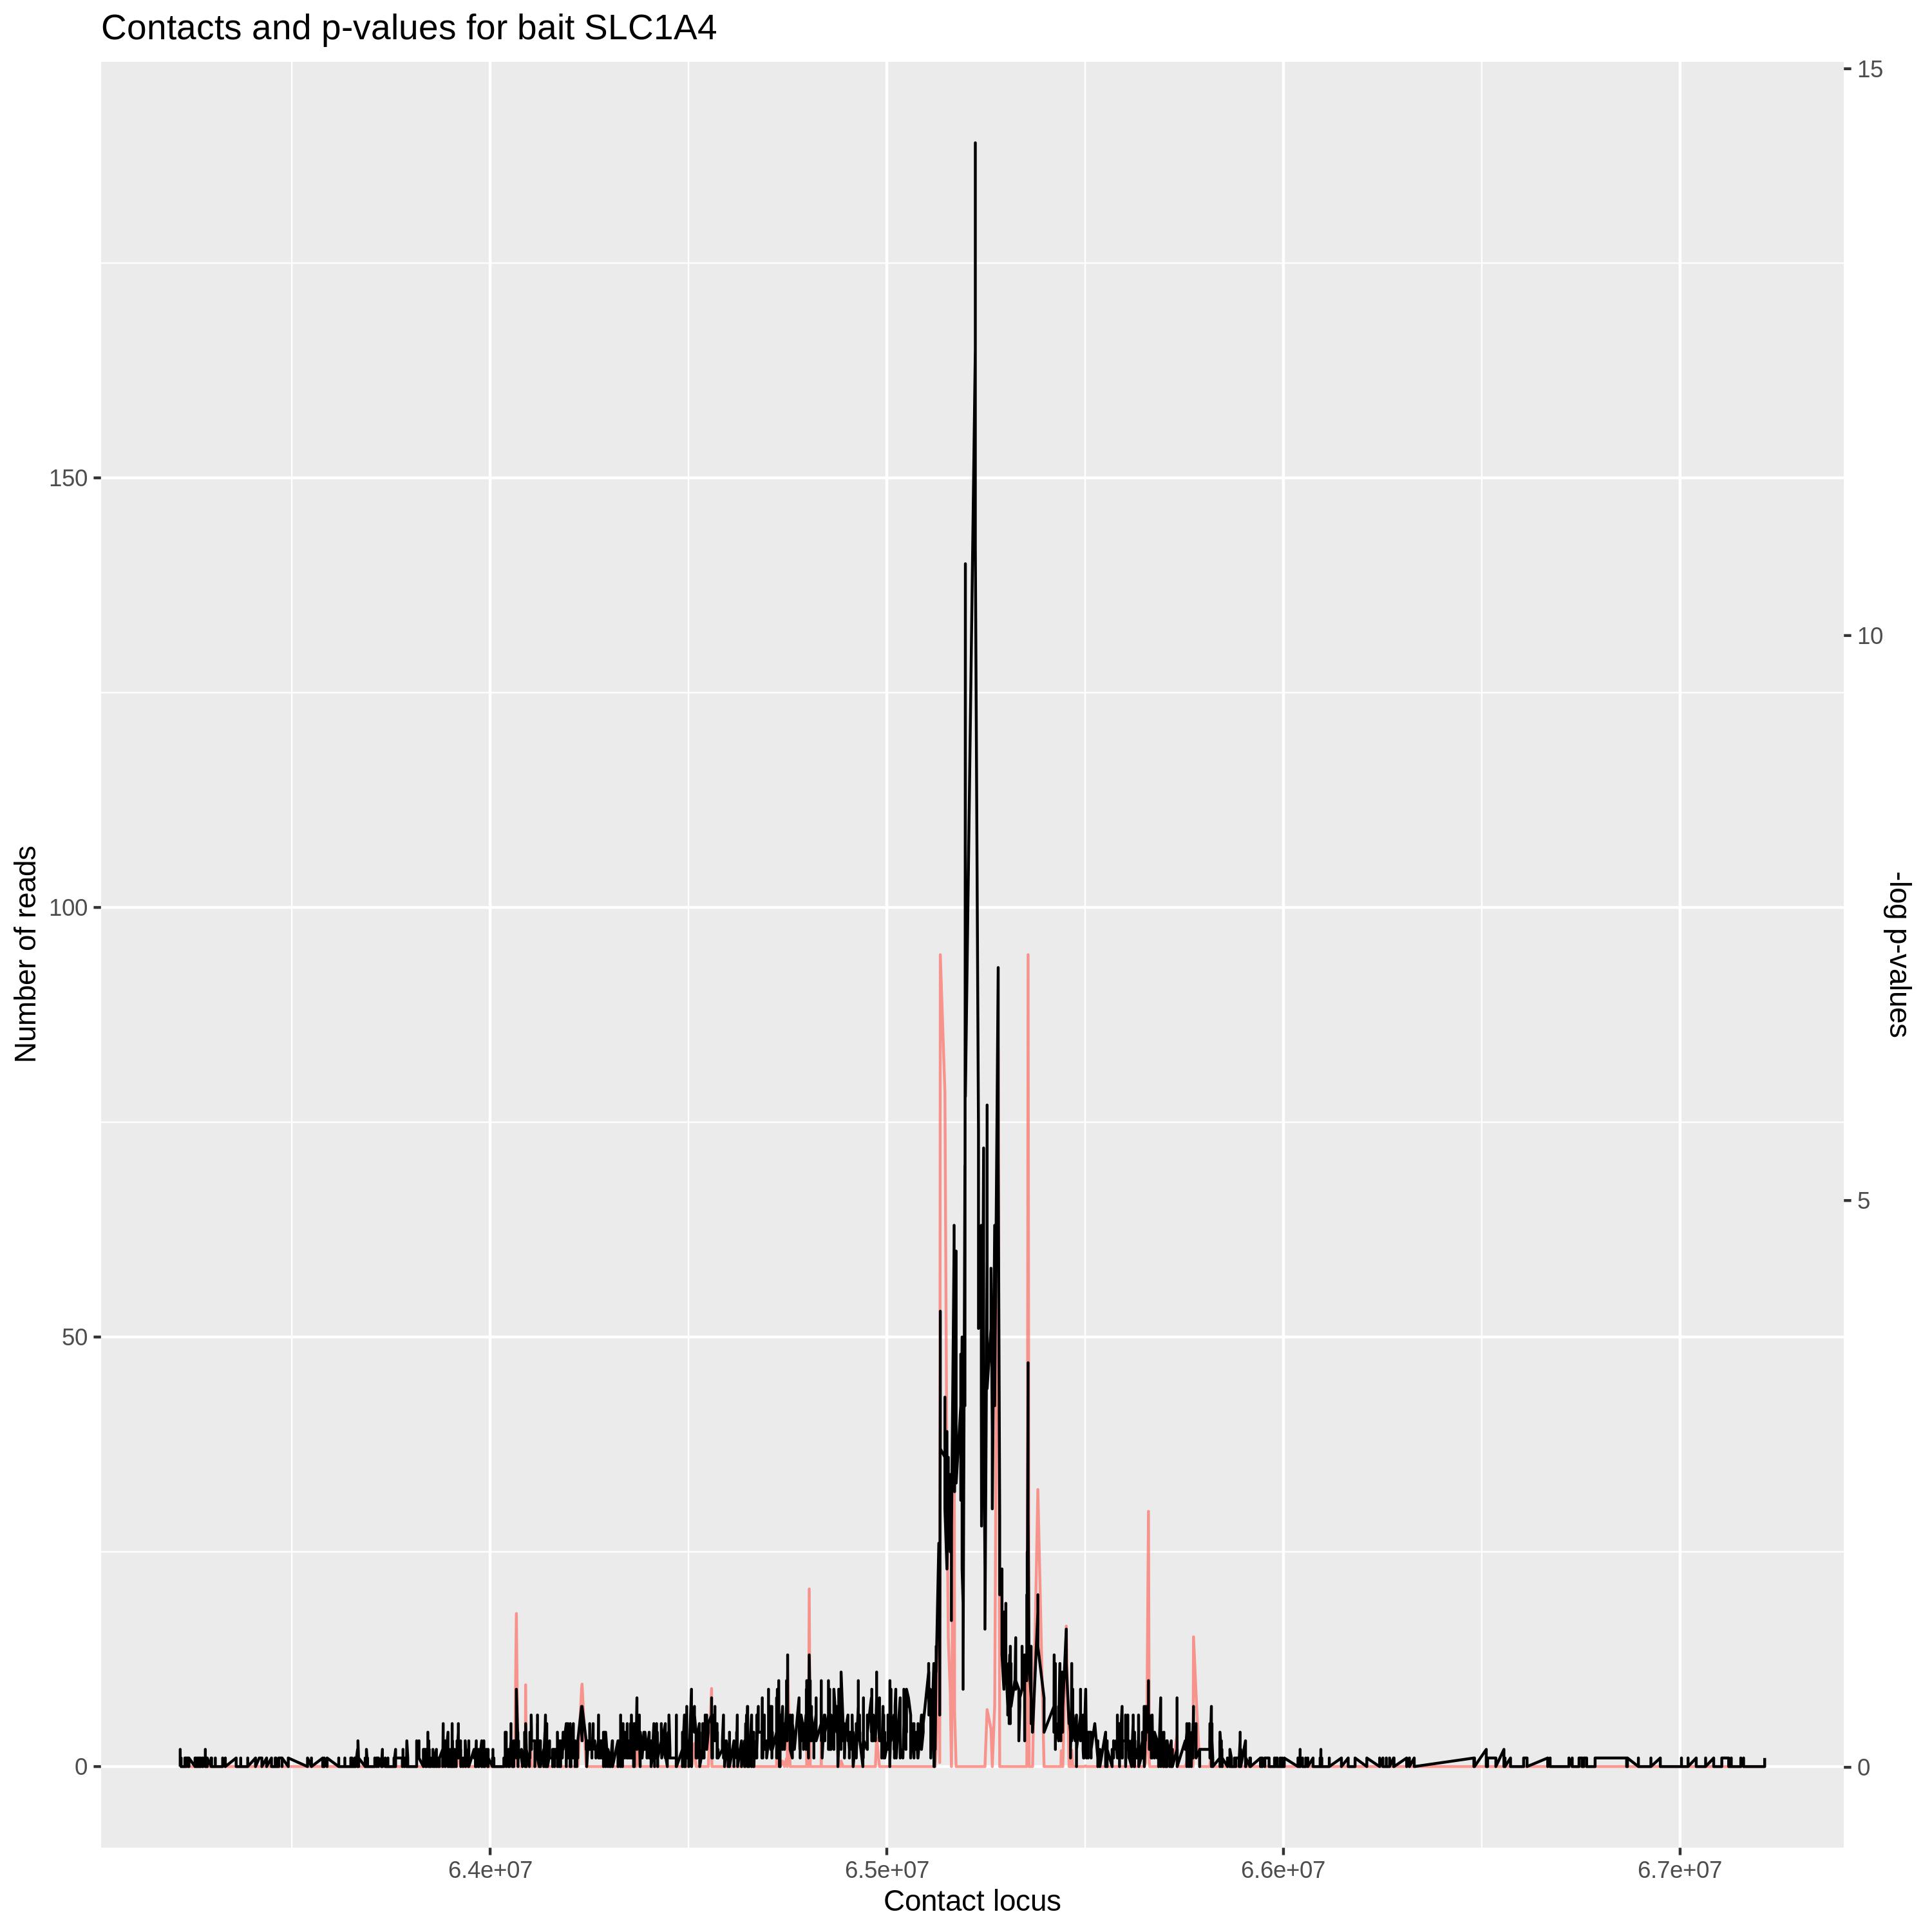 Contacts and p-values for bait SLC1A4
Number of reads
150
100
50
0
15
10
5
0
-log p-values
6.4e+07
6.5e+07
6.6e+07
6.7e+07
Contact locus